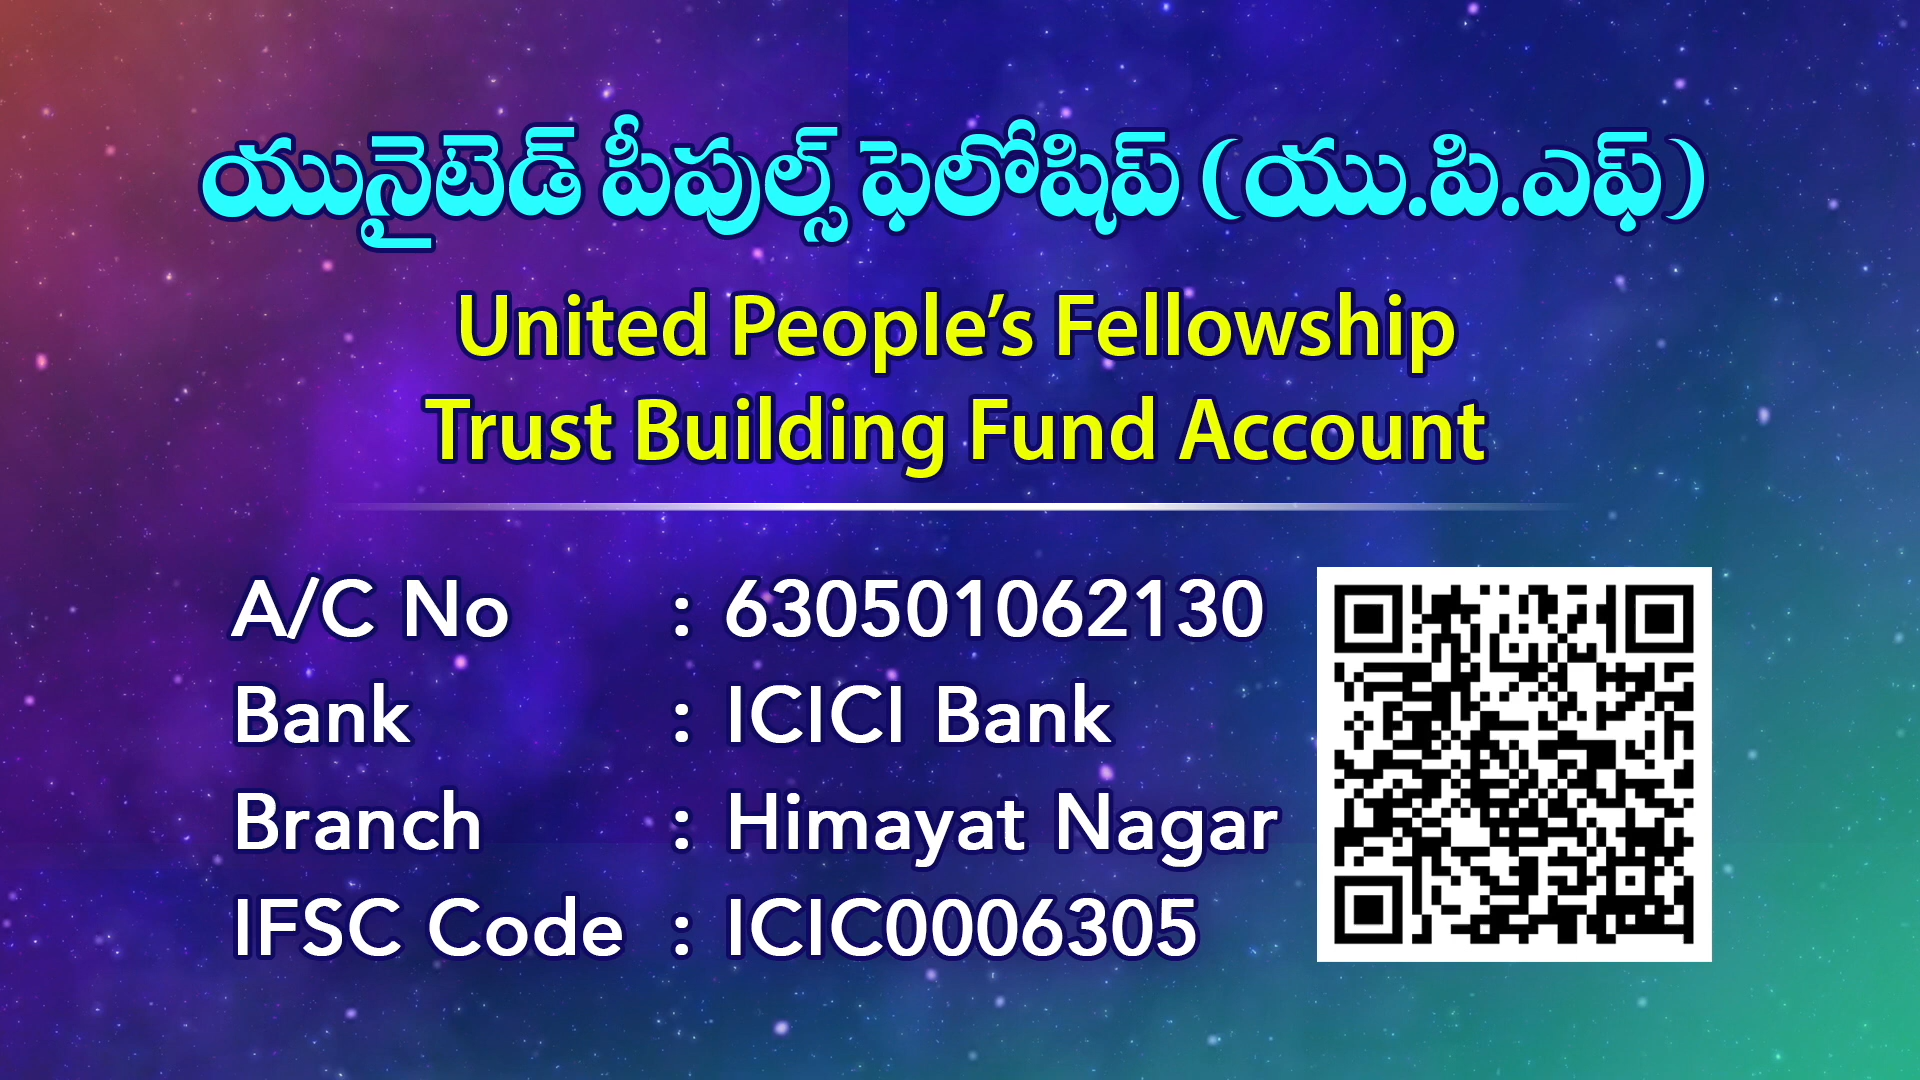 యునైటెడ్ పీపుల్స్ ఫెలోషిప్ (యు.పి.ఎఫ్)
United People’s Fellowship
Trust Building Fund Account
A/C No : 630501062130
Bank : ICICI Bank
Branch : Himayat Nagar
IFSC Code : ICIC0006305